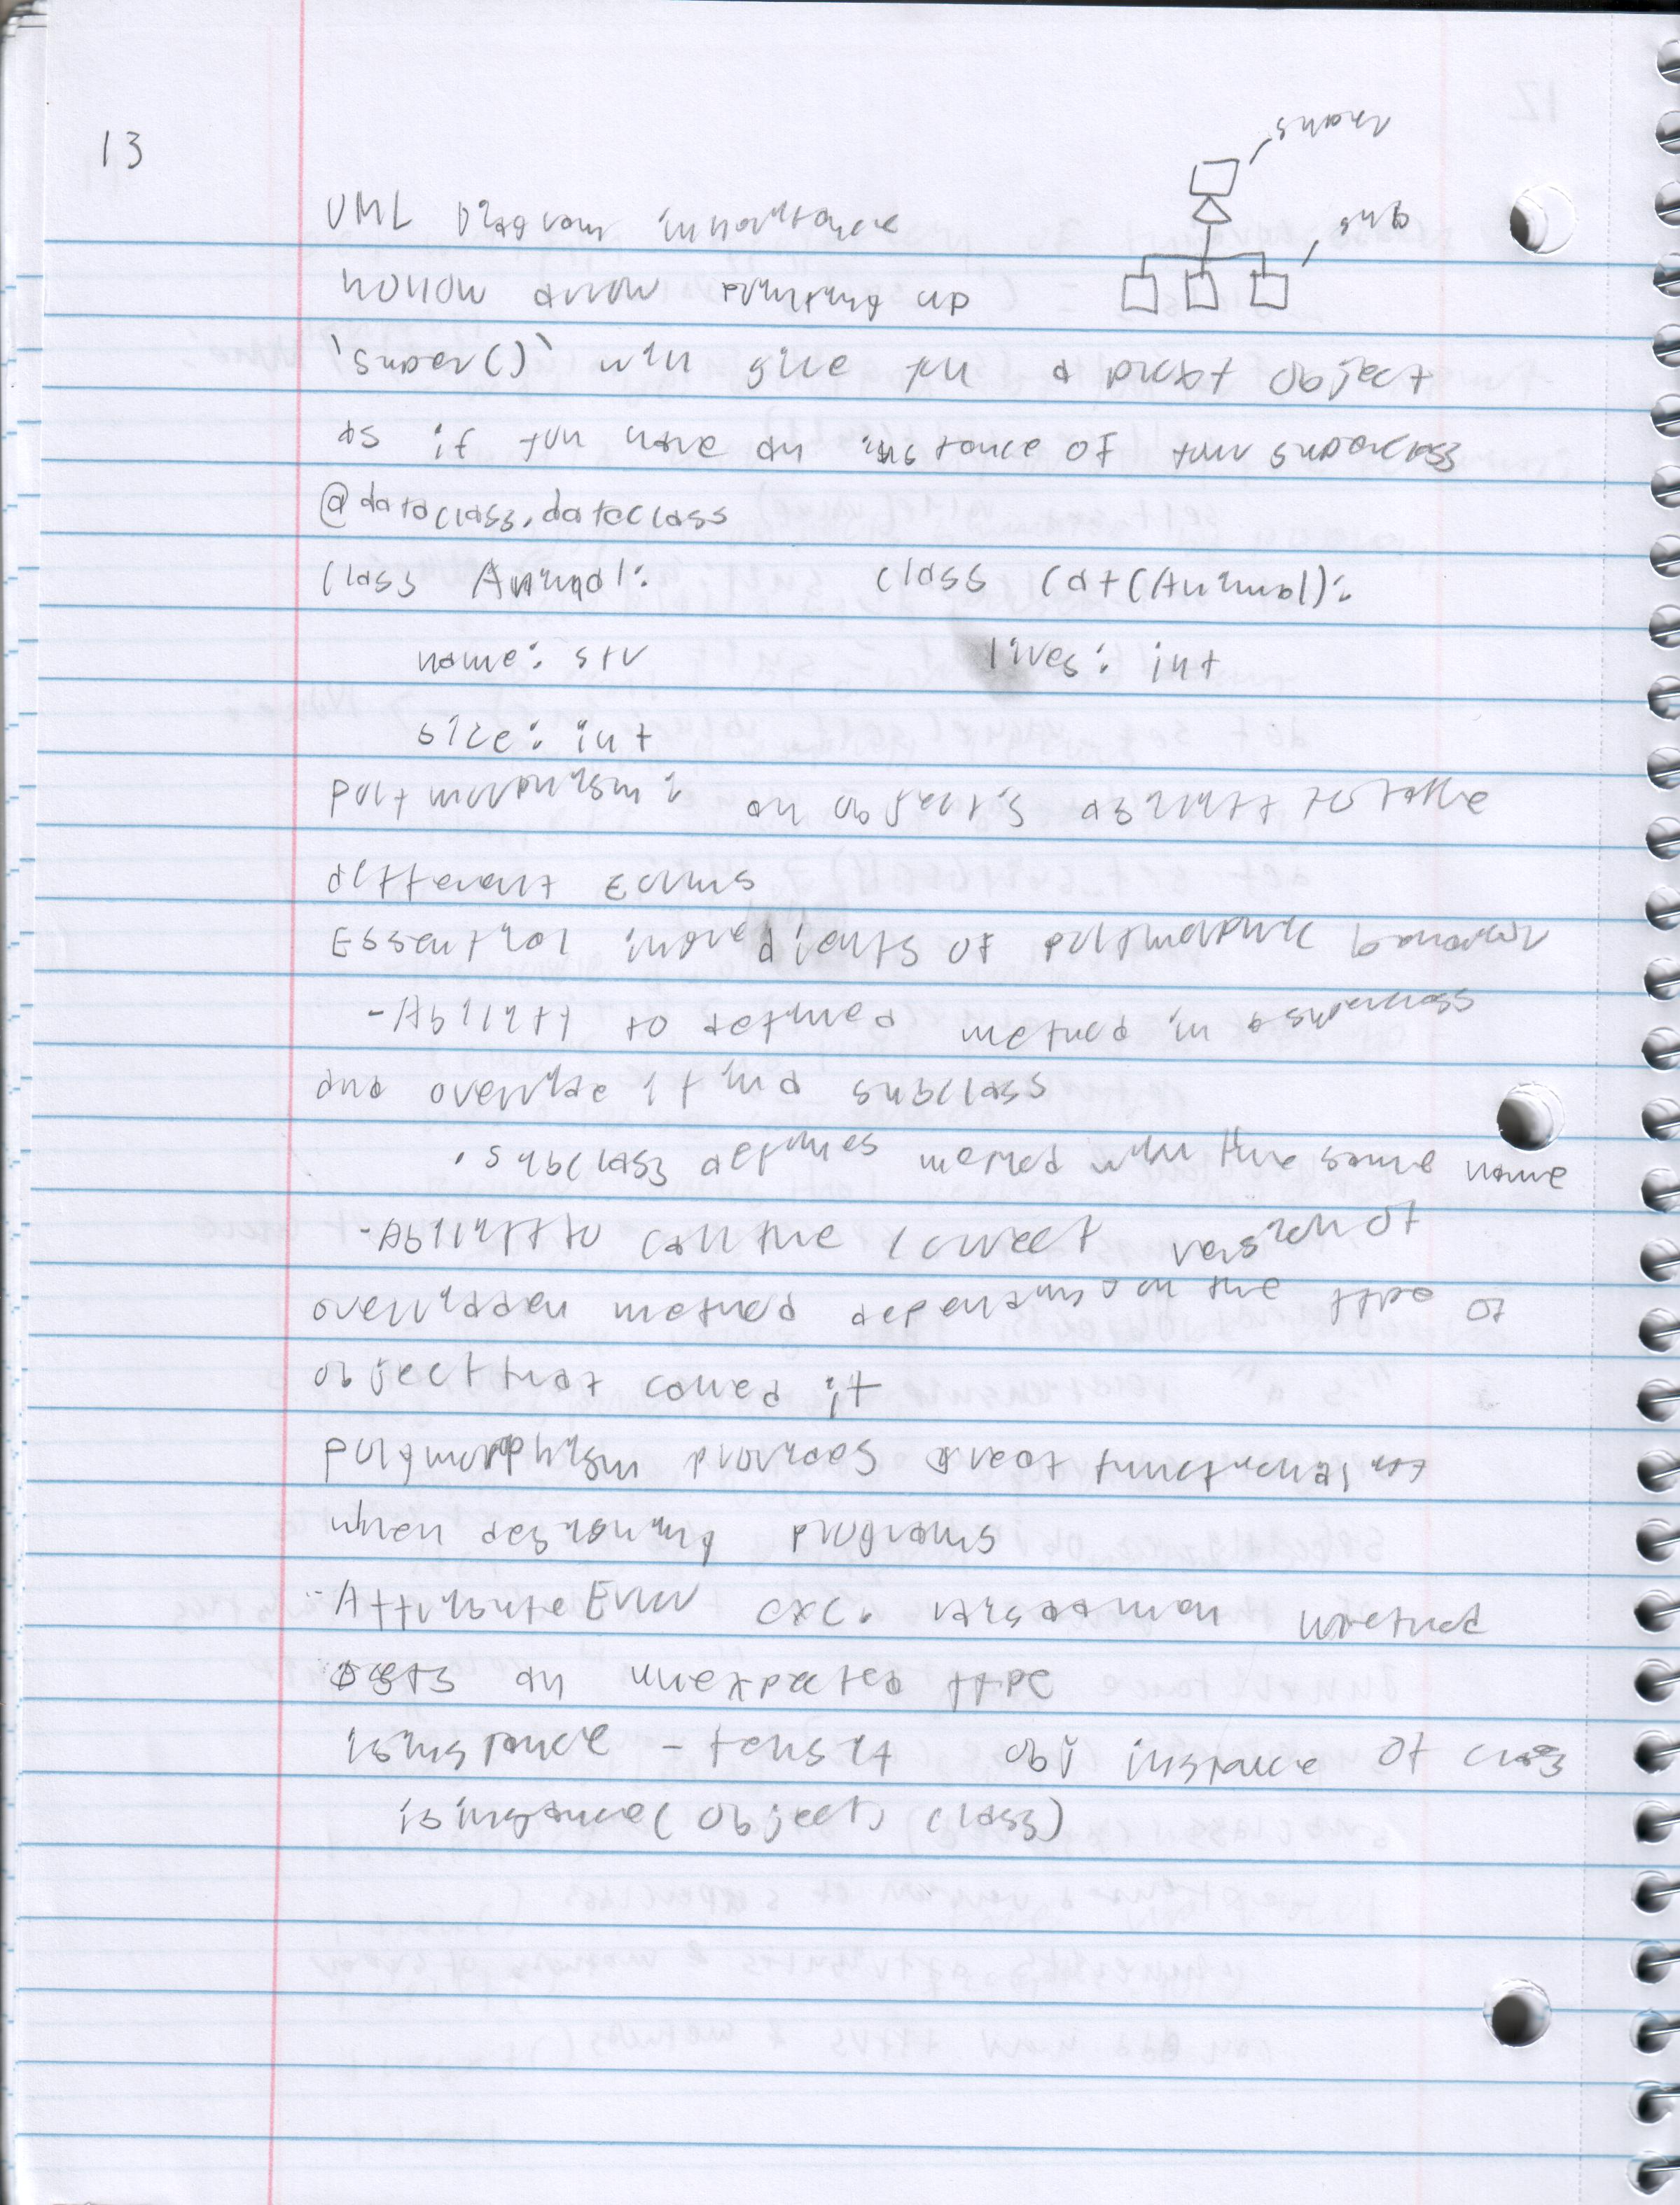 13
super
UML Diagram inheritance
sub
hollow arrow pointing up
'super()' will give you a proxy object
as if you have an instance of your superclass
@dataclass.dataclass
class Animal: class Cat(Animal):
name: str lives: int
size: int
polymorphism: an object's ability to take
different forms
Essential ingredients of polymorphic behavior
- Ability to define a method in a superclass
and override it in a subclass
• subclass defines method with the same name
- Ability to call the correct version of
overridden method depending on the type of
object that called it
polymorphism provides great functionality
when designing programs
- AttributeError exc. raised when method
gets an unexpected type
isinstance - tests if obj instance of class
isinstance(object, class)